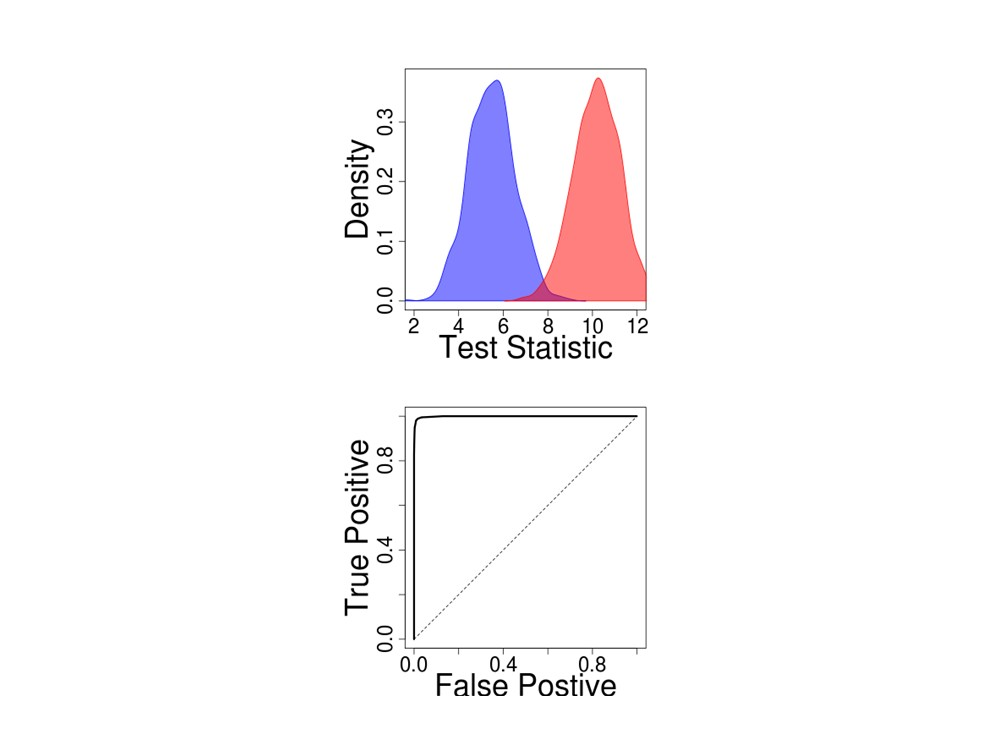 Density
0.0 0.1 0.2 0.3
2 4 6 8 10 12
Test Statistic
True Positive
0.0 0.4 0.8
0.0 0.4 0.8
False Postive